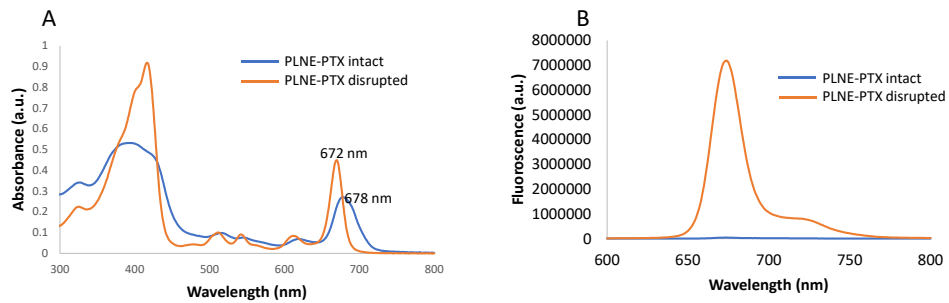 A
Absorbance (a.u.)
1
0.9
0.8
0.7
0.6
0.5
0.4
0.3
0.2
0.1
0
PLNE-PTX intact
PLNE-PTX disrupted
672 nm
678 nm
300 400 500 600 700 800
Wavelength (nm)
B
Fluoroscence (a.u.)
8000000
7000000
6000000
5000000
4000000
3000000
2000000
1000000
0
PLNE-PTX intact
PLNE-PTX disrupted
600 650 700 750 800
Wavelength (nm)